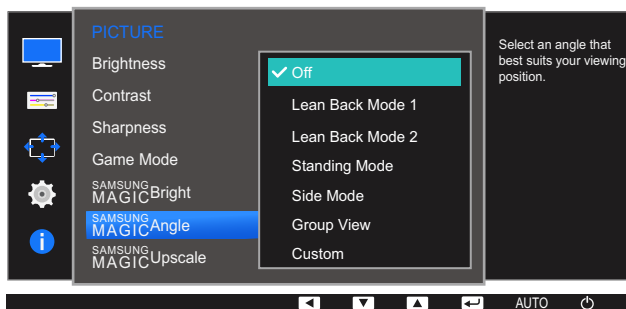 PICTURE
Brightness
Contrast
Sharpness
Game Mode
SAMSUNG
MAGICBright
SAMSUNG
MAGICAngle
SAMSUNG
MAGICUpscale
Off
Lean Back Mode 1
Lean Back Mode 2
Standing Mode
Side Mode
Group View
Custom
Select an angle that
best suits your viewing
position.
AUTO